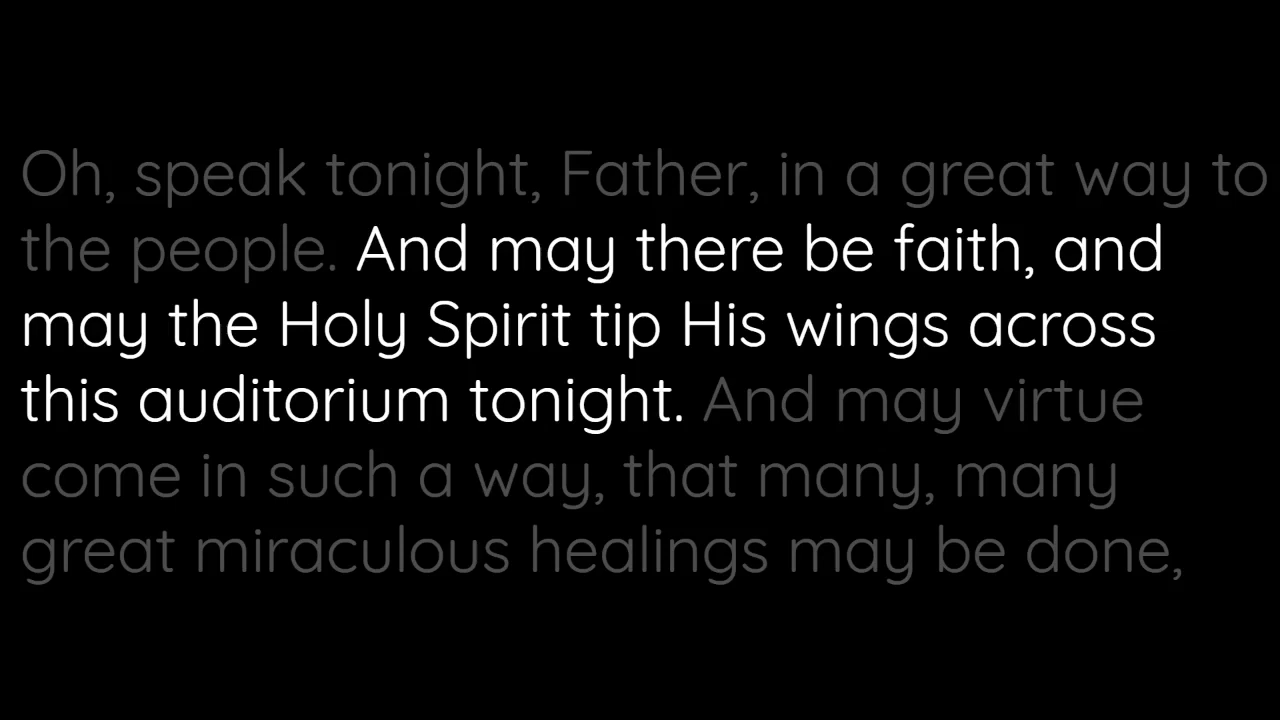 Oh, speak tonight, Father, in a great way to
the people. And may there be faith, and
may the Holy Spirit tip His wings across
this auditorium tonight. And may virtue
come in such a way, that many, many
great miraculous healings may be done,